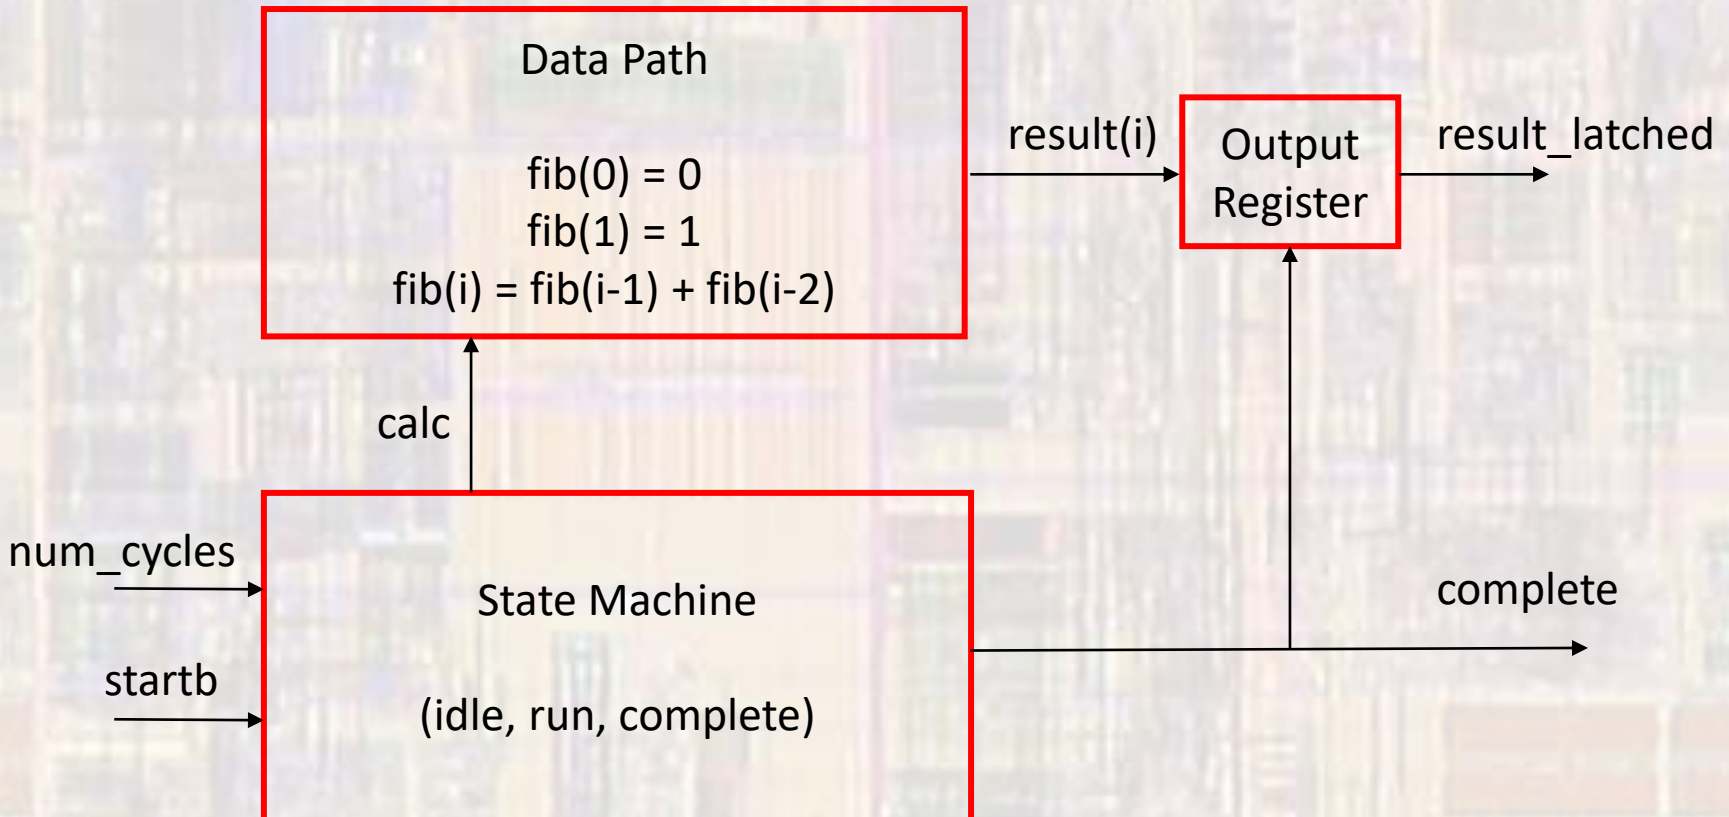 Data Path
fib(0) = 0
fib(1) = 1
fib(i) = fib(i-1) + fib(i-2)
result(i)
Output
Register
result_latched
calc
num_cycles
startb
State Machine
(idle, run, complete)
complete